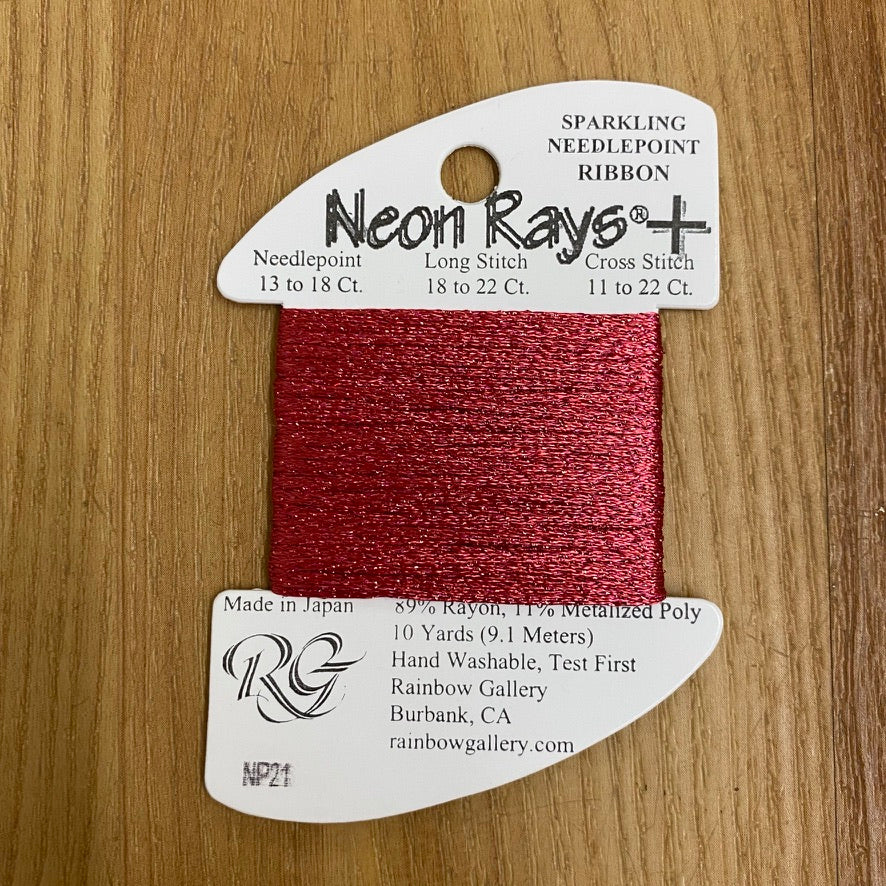 SPARKLING
NEEDLEPOINT
RIBBON
Neon Rays®+
Needlepoint Long Stitch Cross Stitch
13 to 18 Ct. 18 to 22 Ct. 11 to 22 Ct.
Made in Japan 89% Rayon, 11% Metalized Poly
10 Yards (9.1 Meters)
Hand Washable, Test First
Rainbow Gallery
Burbank, CA
rainbowgallery.com
RG
NP21